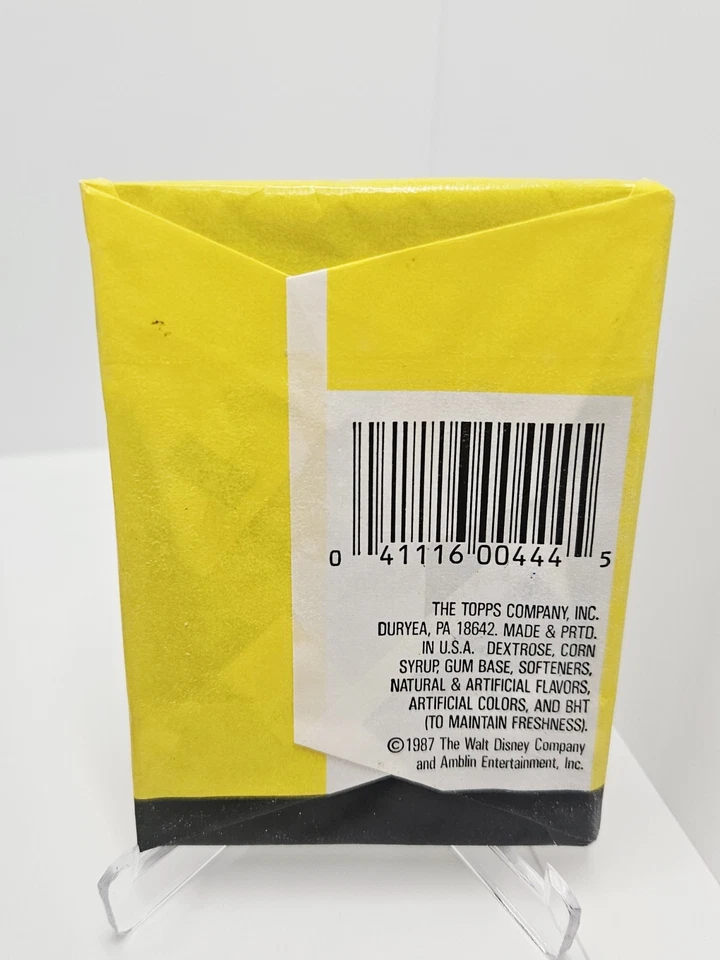 0 41116 00444 5
THE TOPPS COMPANY, INC.
DURYEA, PA 18642. MADE & PRTD.
IN U.S.A. DEXTROSE, CORN
SYRUP, GUM BASE, SOFTENERS,
NATURAL & ARTIFICIAL FLAVORS,
ARTIFICIAL COLORS, AND BHT
(TO MAINTAIN FRESHNESS).
©1987 The Walt Disney Company
and Amblin Entertainment, Inc.